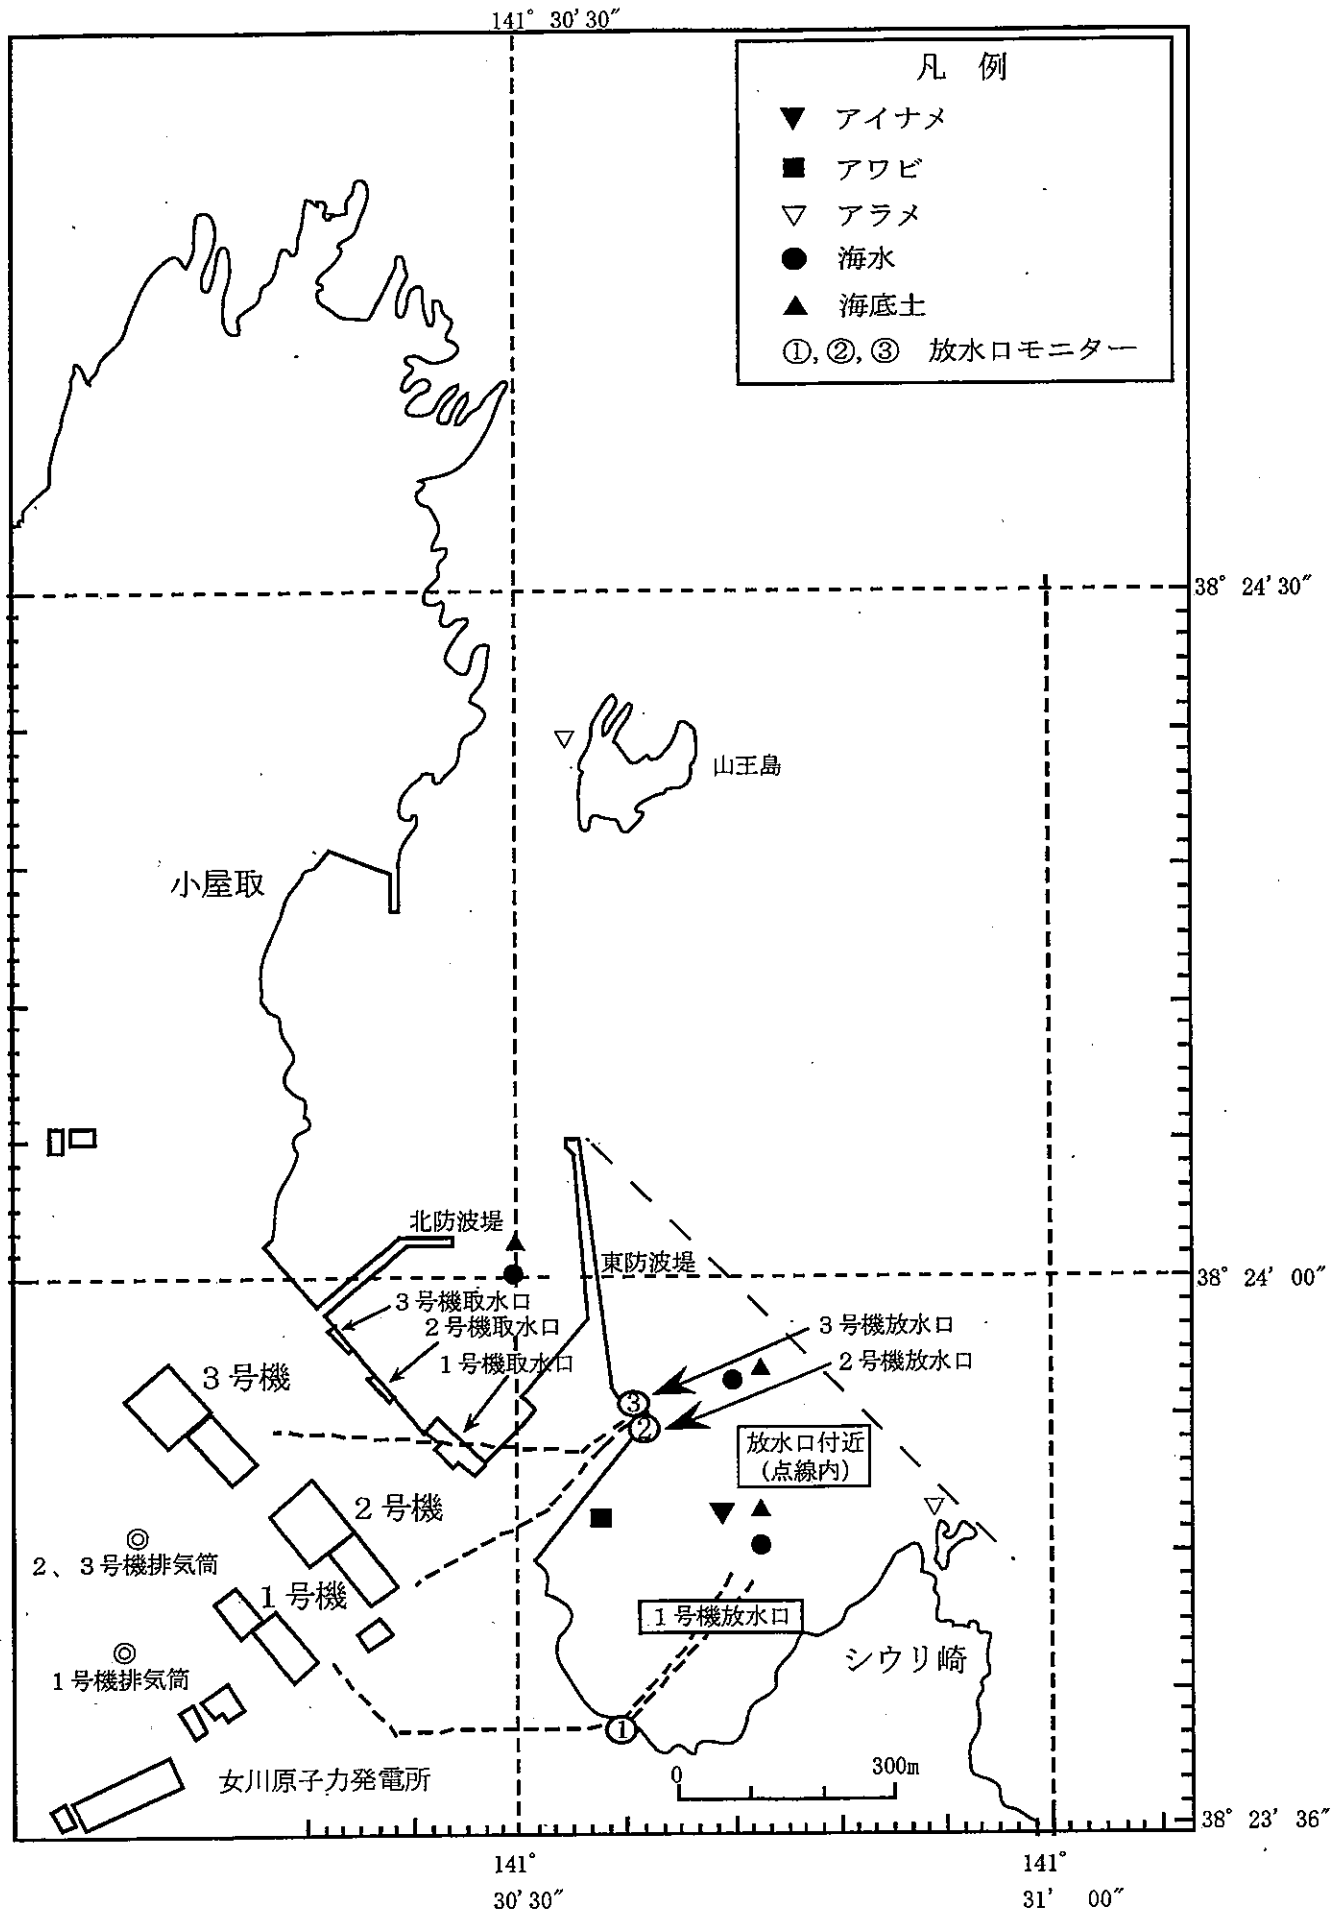 141° 30′30″
凡 例
アイナメ
アワビ
アラメ
海水
海底土
①,②,③ 放水口モニター
38° 24′30″
山王島
小屋取
北防波堤
東防波堤
38° 24′00″
3号機取水口
2号機取水口
1号機取水口
3号機放水口
2号機放水口
3号機
③
②
放水口付近
(点線内)
2号機
2、3号機排気筒
1号機
1号機放水口
シウリ崎
1号機排気筒
①
女川原子力発電所
0 300m
38° 23′36″
141° 30′30″
141° 31′00″